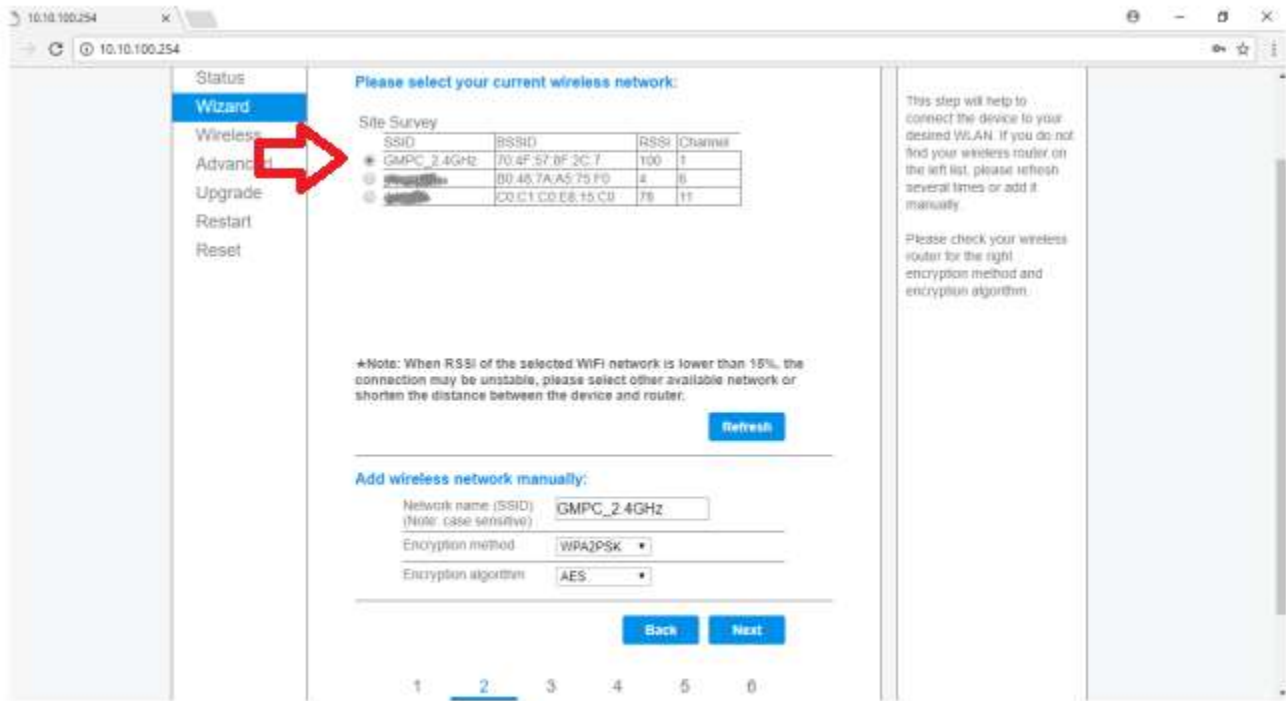 10.10.100.254
10.10.100.254
Status
Wizard
Wireless
Advanced
Upgrade
Restart
Reset
Please select your current wireless network:
Site Survey
SSID BSSID RSSI Channel
GMPC_2.4GHz 70:4F:57:8F:2C:7 100 1
B0:48:7A:A5:75:F0 4 6
C0:C1:C0:E8:15:C0 78 11
★Note: When RSSI of the selected WiFi network is lower than 15%, the
connection may be unstable, please select other available network or
shorten the distance between the device and router.
Refresh
Add wireless network manually:
Network name (SSID)
(Note: case sensitive)
GMPC_2.4GHz
Encryption method WPA2PSK
Encryption algorithm AES
Back Next
1 2 3 4 5 6
This step will help to
connect the device to your
desired WLAN. If you do not
find your wireless router on
the left list, please refresh
several times or add it
manually.
Please check your wireless
router for the right
encryption method and
encryption algorithm.